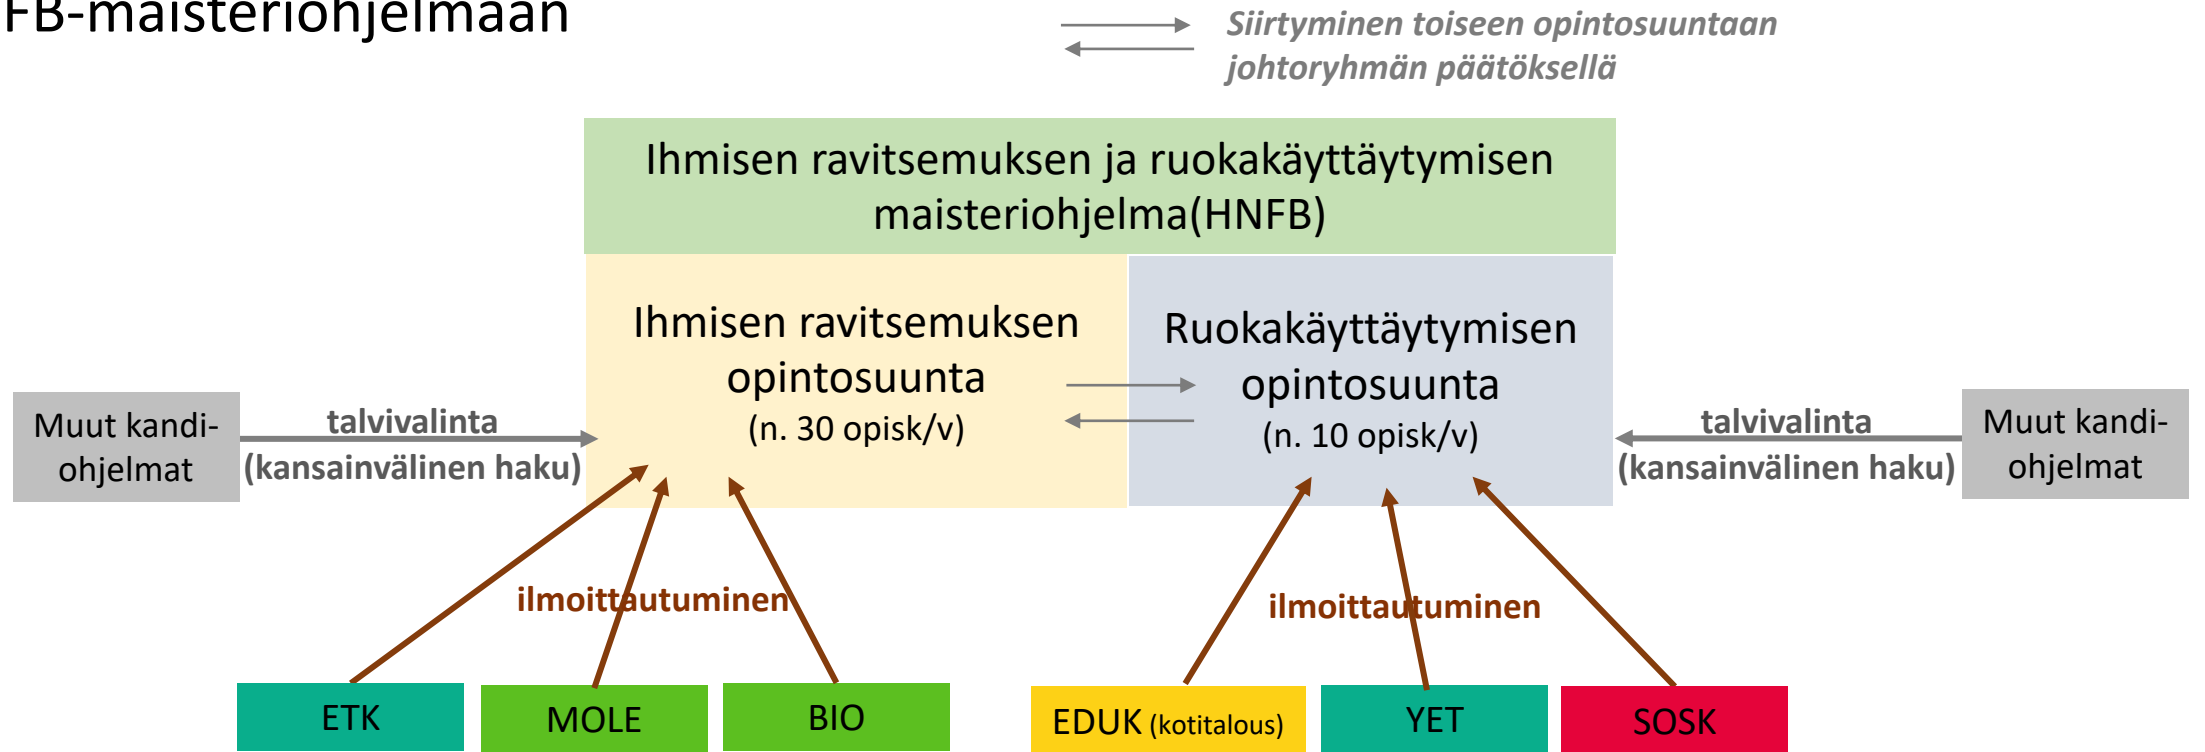 FB-maisteriohjelmaan
Siirtyminen toiseen opintosuuntaan
johtoryhmän päätöksellä
Ihmisen ravitsemuksen ja ruokakäyttäytymisen
maisteriohjelma(HNFB)
Ihmisen ravitsemuksen
opintosuunta
(n. 30 opisk/v)
Ruokakäyttäytymisen
opintosuunta
(n. 10 opisk/v)
Muut kandi-
ohjelmat
talvivalinta
(kansainvälinen haku)
talvivalinta
(kansainvälinen haku)
Muut kandi-
ohjelmat
ilmoittautuminen
ilmoittautuminen
ETK
MOLE
BIO
EDUK (kotitalous)
YET
SOSK